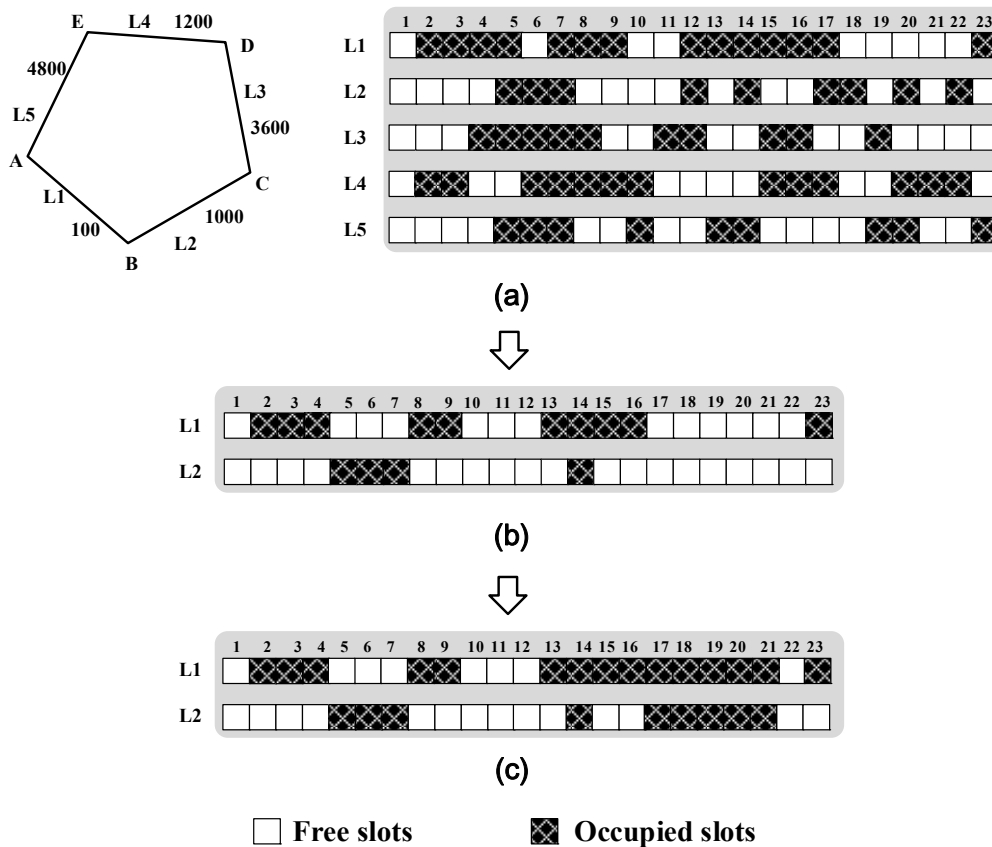 E L4 1200 D
4800
L3
L5 3600
A
L1 C
100 1000
L2
B
1 2 3 4 5 6 7 8 9 10 11 12 13 14 15 16 17 18 19 20 21 22 23
L1
L2
L3
L4
L5
(a)
1 2 3 4 5 6 7 8 9 10 11 12 13 14 15 16 17 18 19 20 21 22 23
L1
L2
(b)
1 2 3 4 5 6 7 8 9 10 11 12 13 14 15 16 17 18 19 20 21 22 23
L1
L2
(c)
Free slots Occupied slots